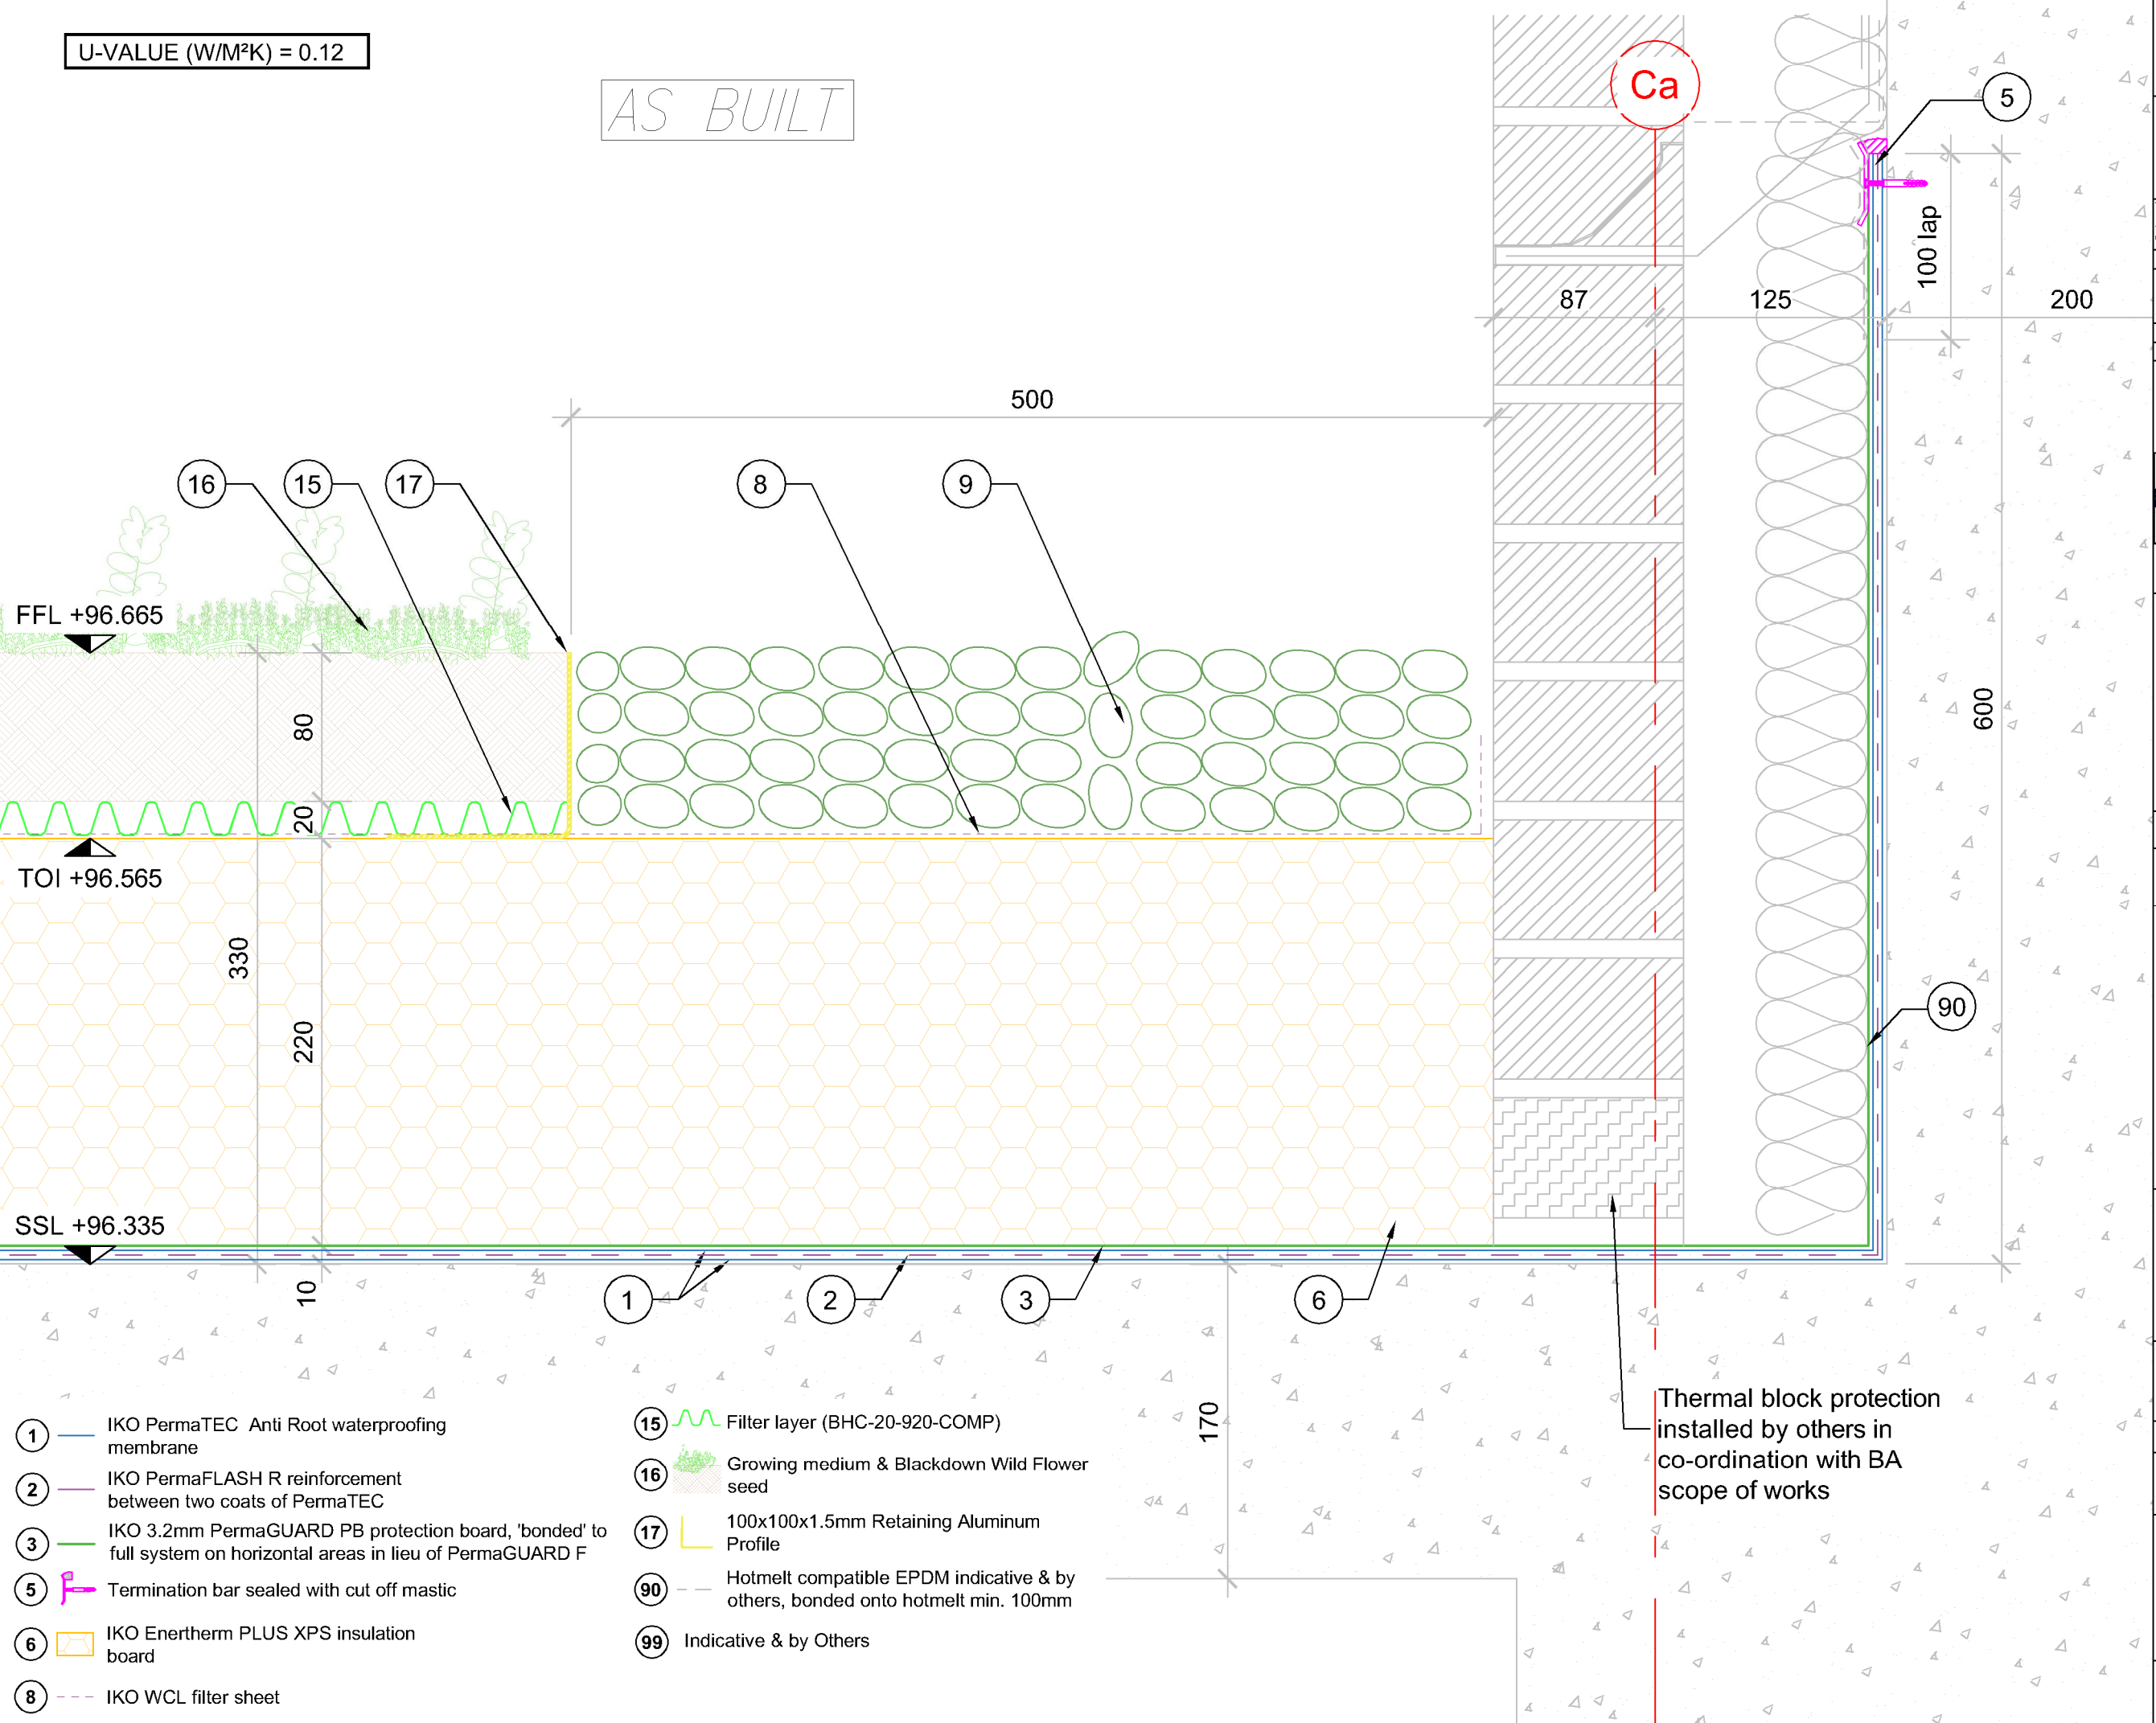 U-VALUE (W/M²K) = 0.12
AS BUILT
Ca
5
100 lap
87
125
200
500
16
15
17
8
9
FFL +96.665
80
20
600
TOI +96.565
330
220
90
SSL +96.335
10
1
2
3
6
170
Thermal block protection
installed by others in
co-ordination with BA
scope of works
1 IKO PermaTEC Anti Root waterproofing
membrane
2 IKO PermaFLASH R reinforcement
between two coats of PermaTEC
3 IKO 3.2mm PermaGUARD PB protection board, 'bonded' to
full system on horizontal areas in lieu of PermaGUARD F
5 Termination bar sealed with cut off mastic
6 IKO Enertherm PLUS XPS insulation
board
8 IKO WCL filter sheet
15 Filter layer (BHC-20-920-COMP)
16 Growing medium & Blackdown Wild Flower
seed
17 100x100x1.5mm Retaining Aluminum
Profile
90 Hotmelt compatible EPDM indicative & by
others, bonded onto hotmelt min. 100mm
99 Indicative & by Others